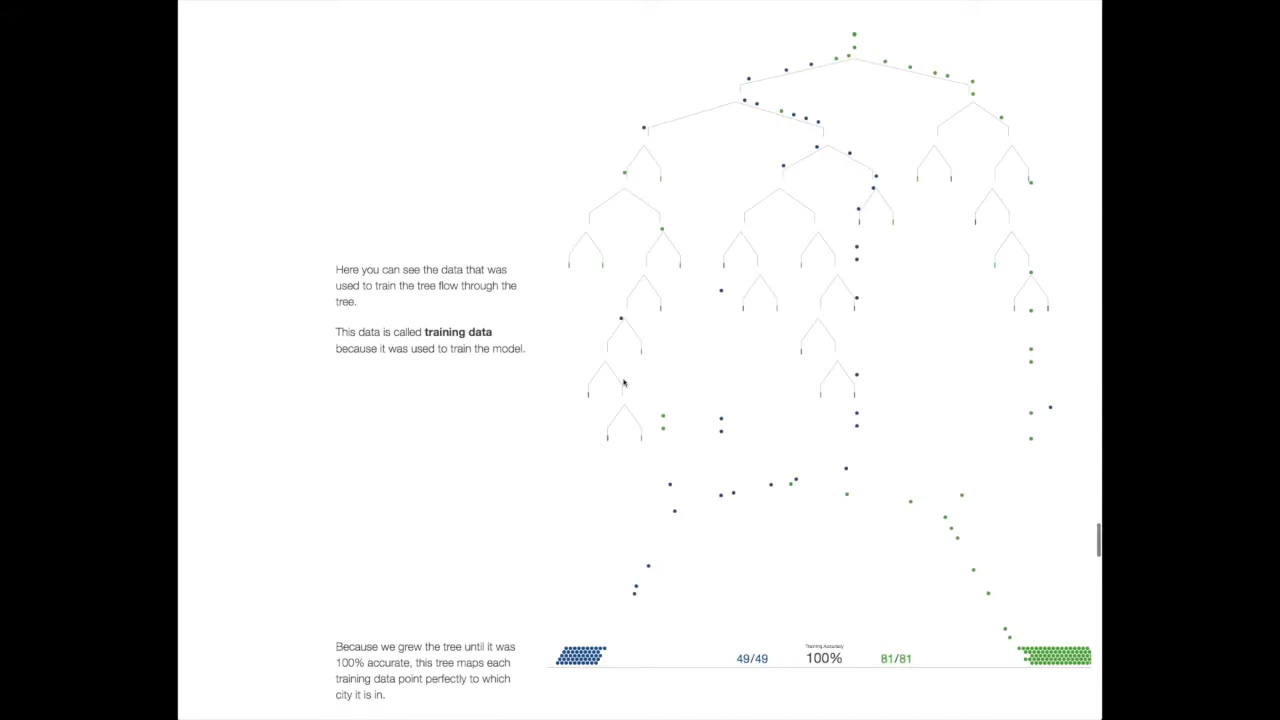 Here you can see the data that was
used to train the tree flow through the
tree.
This data is called training data
because it was used to train the model.
Because we grew the tree until it was
100% accurate, this tree maps each
training data point perfectly to which
city it is in.
Training Accuracy
49/49 100% 81/81